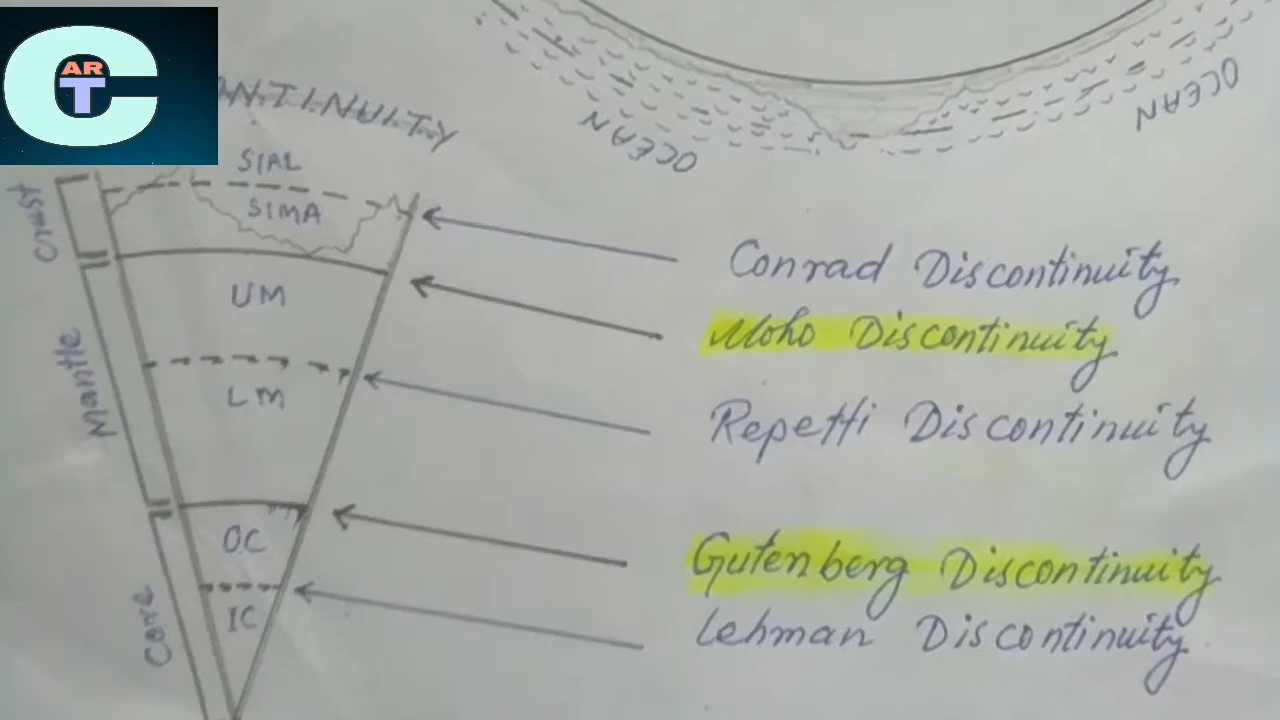 C
AR
T
ONTINUITY
OCEAN
OCEAN
Crust
SIAL
SIMA
Conrad Discontinuity
UM
Moho Discontinuity
Mantle
LM
Repetti Discontinuity
OC
Gutenberg Discontinuity
Core
IC
Lehman Discontinuity